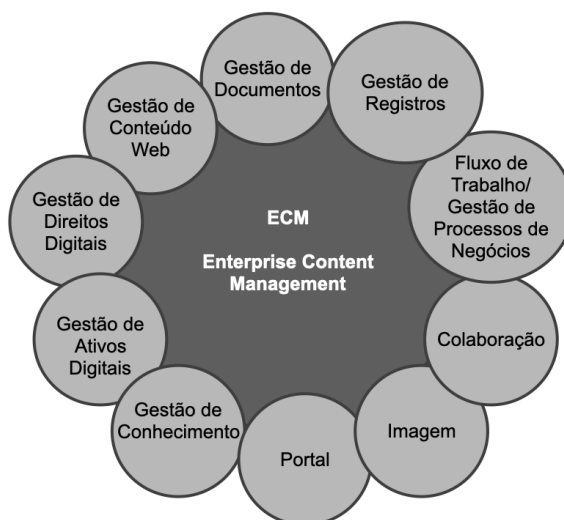 Gestão de
Documentos
Gestão de
Registros
Fluxo de
Trabalho/
Gestão de
Processos de
Negócios
Colaboração
Imagem
Portal
Gestão de
Conhecimento
Gestão de
Ativos
Digitais
Gestão de
Direitos
Digitais
Gestão de
Conteúdo
Web
ECM
Enterprise Content
Management